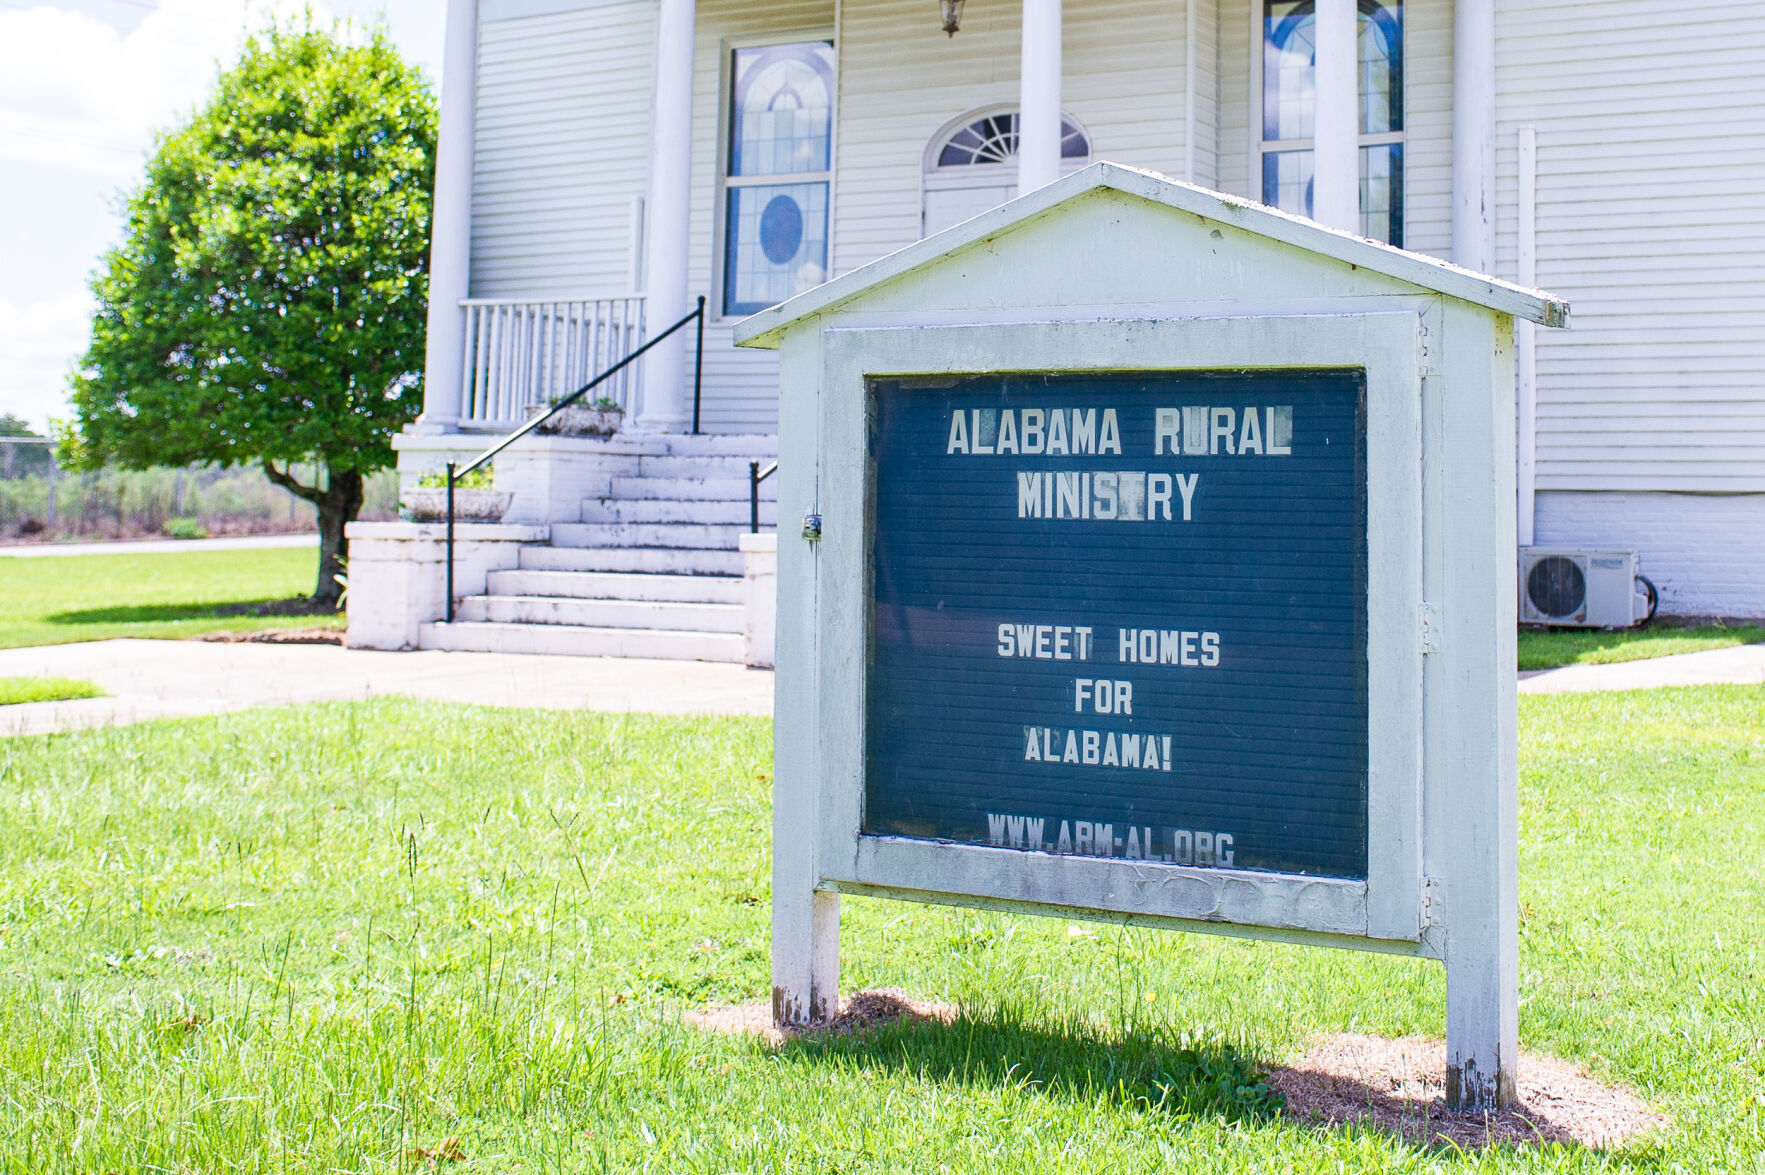 ALABAMA RURAL
MINISTRY
SWEET HOMES
FOR
ALABAMA!
WWW.ARM-AL.ORG